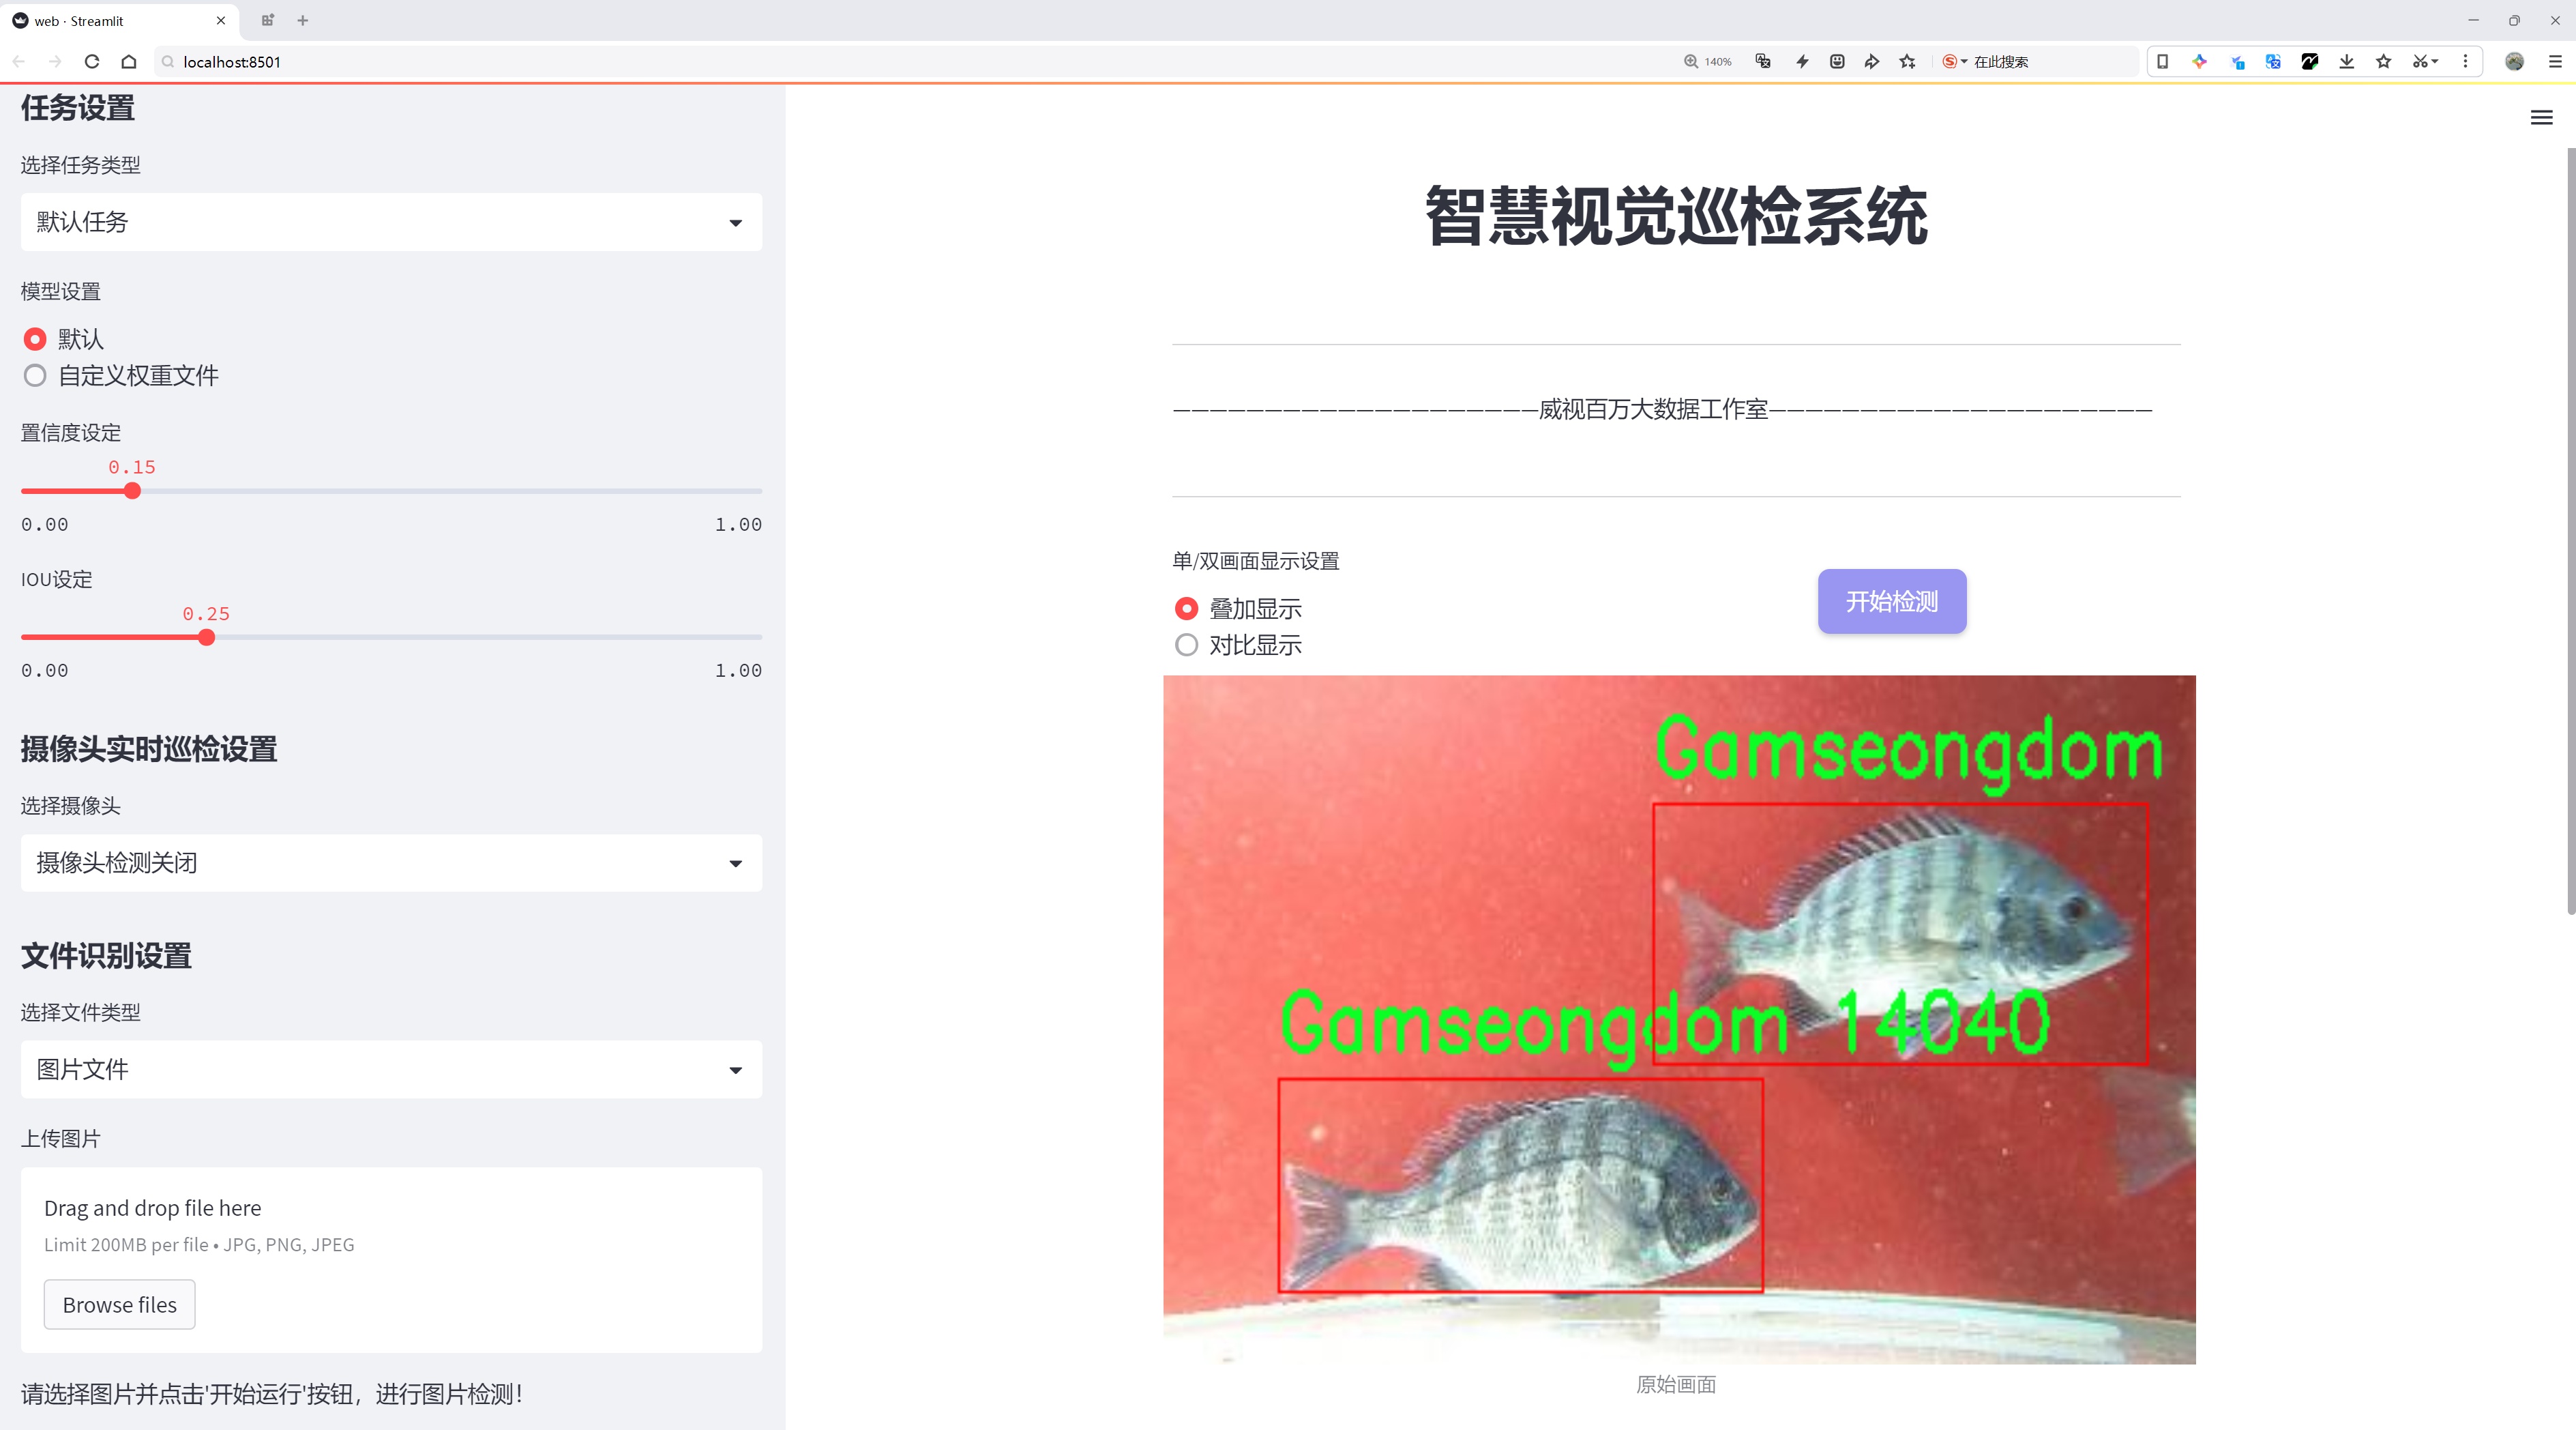 web · Streamlit
localhost:8501
140%
在此搜索
任务设置
选择任务类型
默认任务
模型设置
默认
自定义权重文件
置信度设定
0.15
0.00 1.00
IOU设定
0.25
0.00 1.00
摄像头实时巡检设置
选择摄像头
摄像头检测关闭
文件识别设置
选择文件类型
图片文件
上传图片
Drag and drop file here
Limit 200MB per file • JPG, PNG, JPEG
Browse files
请选择图片并点击'开始运行'按钮，进行图片检测！
智慧视觉巡检系统
————————————————————威视百万大数据工作室—————————————————————
单/双画面显示设置
叠加显示
对比显示
开始检测
Gamseongdom
Gamseongdom 14040
原始画面